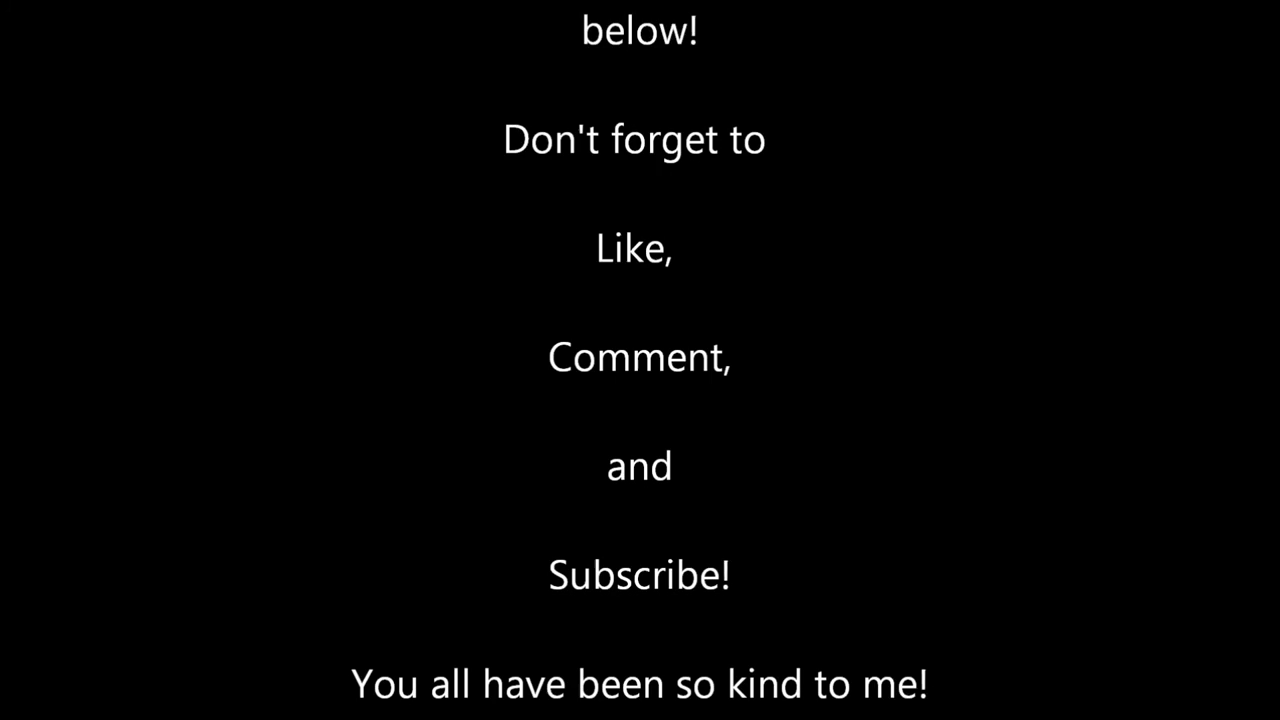 below!
Don't forget to
Like,
Comment,
and
Subscribe!
You all have been so kind to me!